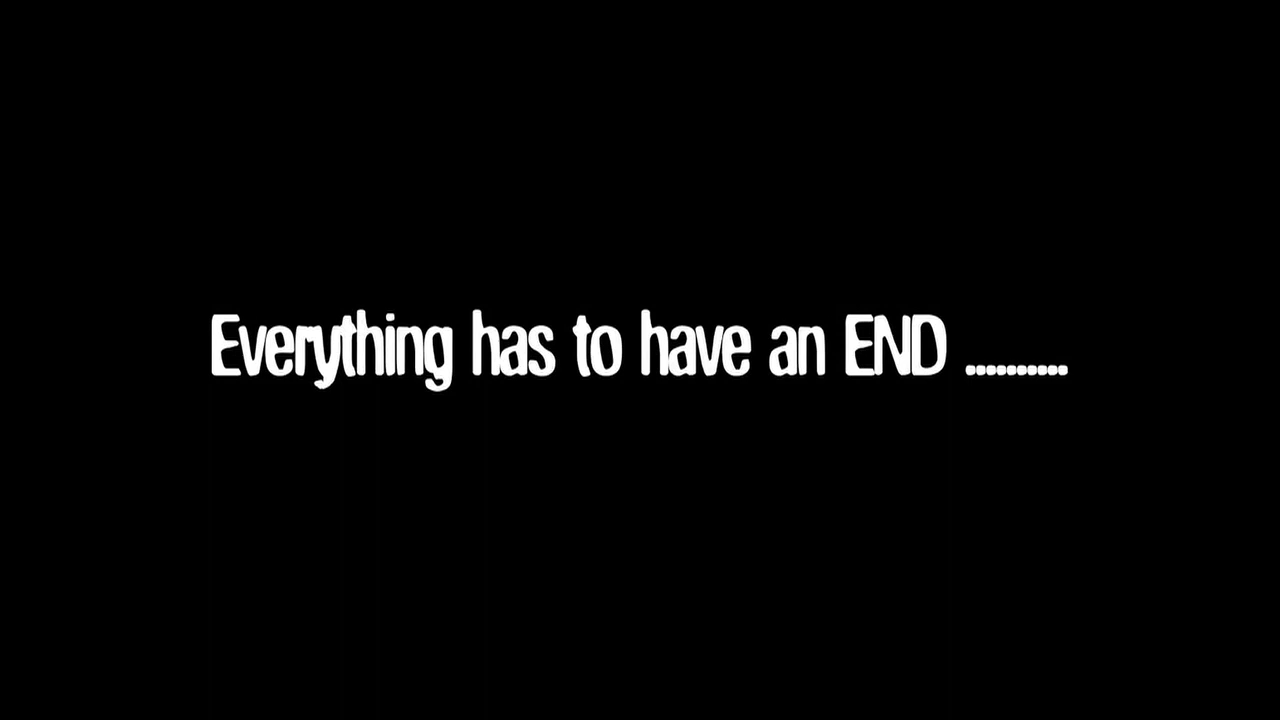 Everything has to have an END ..........